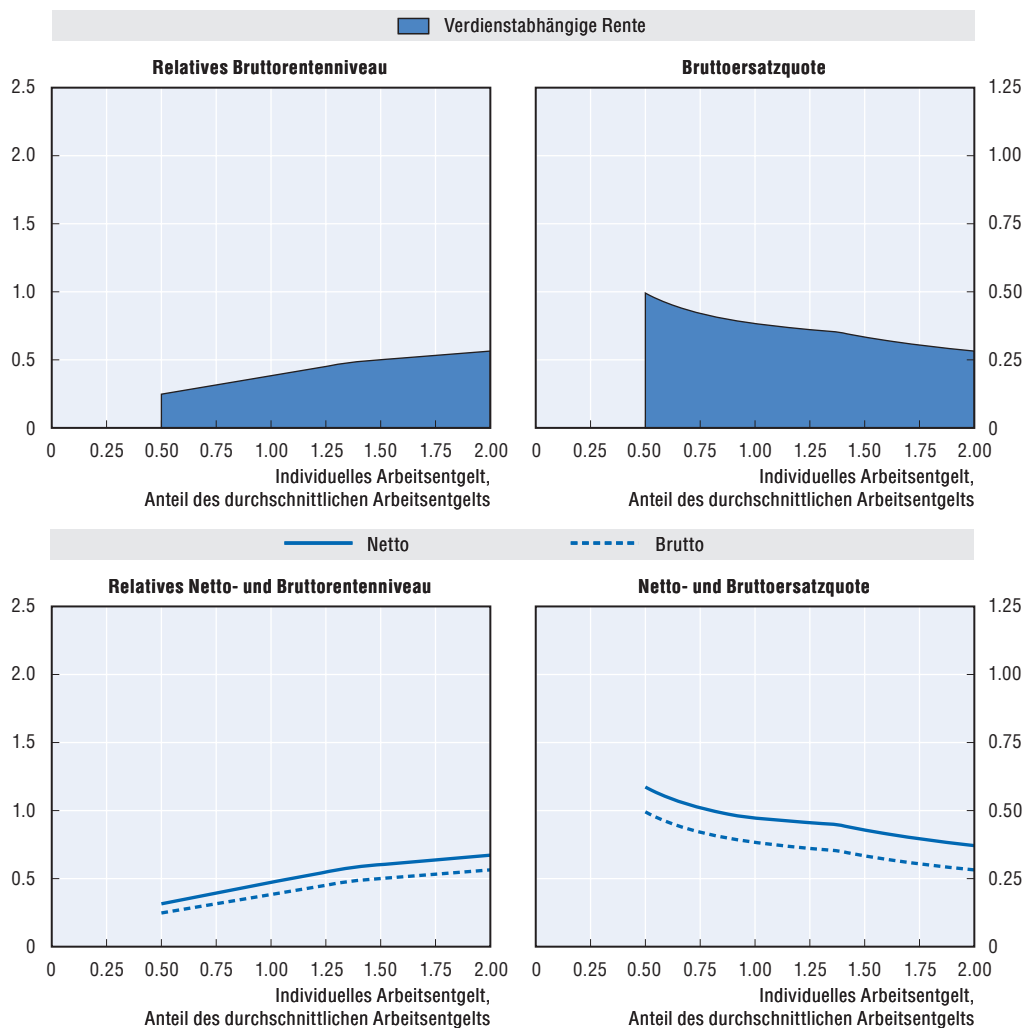 Verdienstabhängige Rente
Relatives Bruttorentenniveau
2.5
2.0
1.5
1.0
0.5
0
0 0.25 0.50 0.75 1.00 1.25 1.50 1.75 2.00
Individuelles Arbeitsentgelt,
Anteil des durchschnittlichen Arbeitsentgelts
Bruttoersatzquote
1.25
1.00
0.75
0.50
0.25
0
0 0.25 0.50 0.75 1.00 1.25 1.50 1.75 2.00
Individuelles Arbeitsentgelt,
Anteil des durchschnittlichen Arbeitsentgelts
Netto Brutto
Relatives Netto- und Bruttorentenniveau
2.5
2.0
1.5
1.0
0.5
0
0 0.25 0.50 0.75 1.00 1.25 1.50 1.75 2.00
Individuelles Arbeitsentgelt,
Anteil des durchschnittlichen Arbeitsentgelts
Netto- und Bruttoersatzquote
1.25
1.00
0.75
0.50
0.25
0
0 0.25 0.50 0.75 1.00 1.25 1.50 1.75 2.00
Individuelles Arbeitsentgelt,
Anteil des durchschnittlichen Arbeitsentgelts